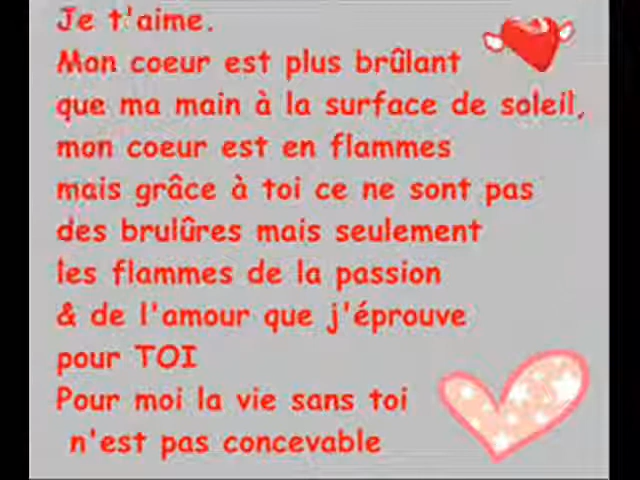 Je t'aime.
Mon coeur est plus brûlant
que ma main à la surface de soleil,
mon coeur est en flammes
mais grâce à toi ce ne sont pas
des brulûres mais seulement
les flammes de la passion
& de l'amour que j'éprouve
pour TOI
Pour moi la vie sans toi
n'est pas concevable